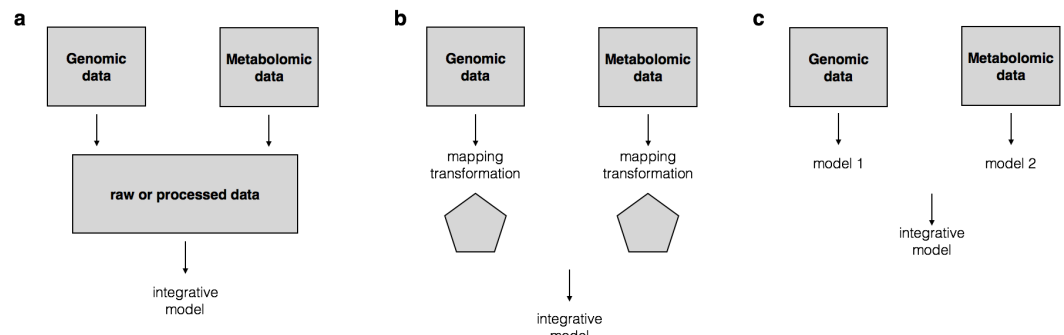 a
Genomic
data
Metabolomic
data
raw or processed data
integrative
model
b
Genomic
data
Metabolomic
data
mapping
transformation
mapping
transformation
integrative
model
c
Genomic
data
Metabolomic
data
model 1
model 2
integrative
model